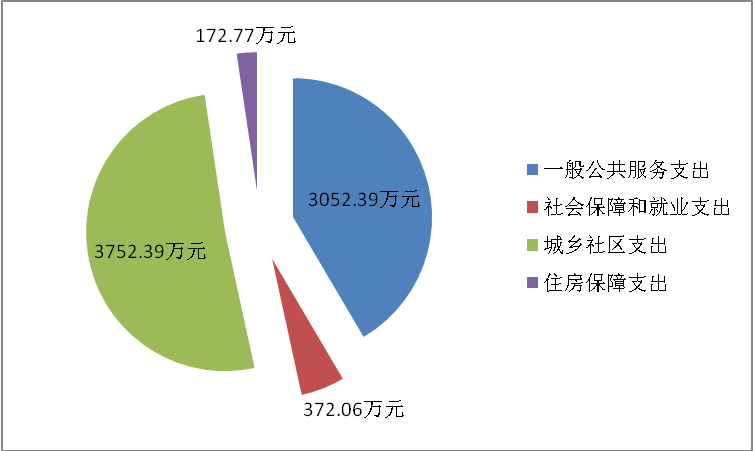 172.77万元
3052.39万元
3752.39万元
372.06万元
一般公共服务支出
社会保障和就业支出
城乡社区支出
住房保障支出